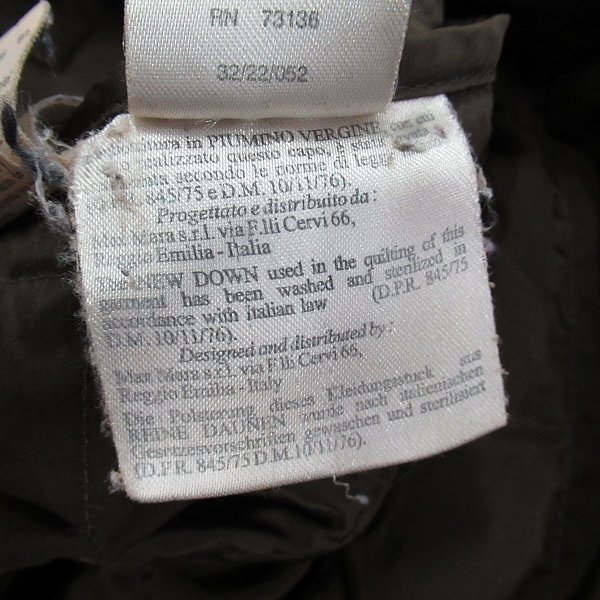 RN 73136
32/22/052
in PIUMINO VERGINE, con cui
realizzato questo capo, è stata
secondo le norme di legge
D.M. 845/75 e D.M. 10/11/76).
Progettato e distribuito da:
Max Mara s.r.l. via F.lli Cervi 66,
Reggio Emilia - Italia
NEW DOWN used in the quilting of this
garment has been washed and sterilized in
accordance with Italian law (D.P.R. 845/75
D.M. 10/11/76).
Designed and distributed by:
Max Mara s.r.l. via F.lli Cervi 66,
Reggio Emilia - Italy
Die Polsterung dieses Kleidungsstück aus
REINE DAUNEN wurde nach italienischen
Gesetzesvorschriften gewaschen und sterilisiert
(D.P.R. 845/75 D.M. 10/11/76).